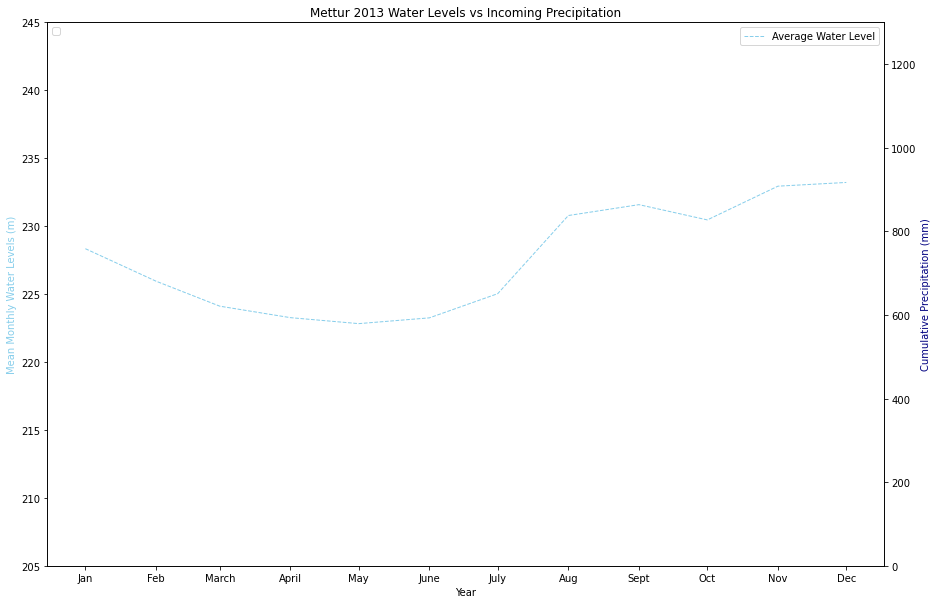 Mettur 2013 Water Levels vs Incoming Precipitation
Average Water Level
Mean Monthly Water Levels (m)
245
240
235
230
225
220
215
210
205
1200
1000
800
600
400
200
0
Cumulative Precipitation (mm)
Jan Feb March April May June July Aug Sept Oct Nov Dec
Year